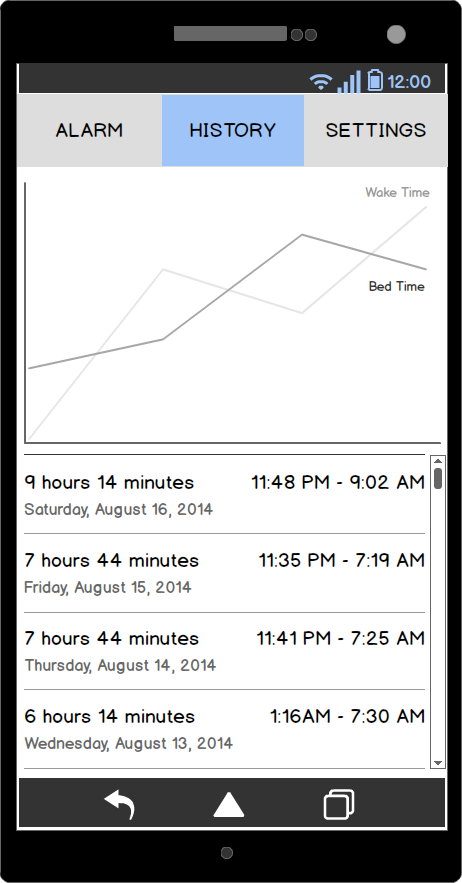 12:00
ALARM HISTORY SETTINGS
Wake Time
Bed Time
9 hours 14 minutes 11:48 PM - 9:02 AM
Saturday, August 16, 2014
7 hours 44 minutes 11:35 PM - 7:19 AM
Friday, August 15, 2014
7 hours 44 minutes 11:41 PM - 7:25 AM
Thursday, August 14, 2014
6 hours 14 minutes 1:16AM - 7:30 AM
Wednesday, August 13, 2014